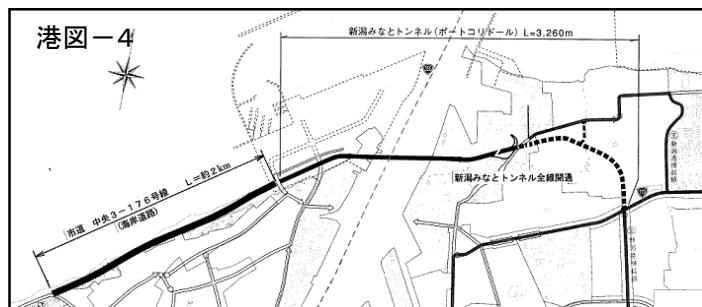 港図－4
新潟みなとトンネル(ポートコリドール) L=3,260m
市道 中央3-176号線 L=約2km
(海岸道路)
新潟みなとトンネル全線開通